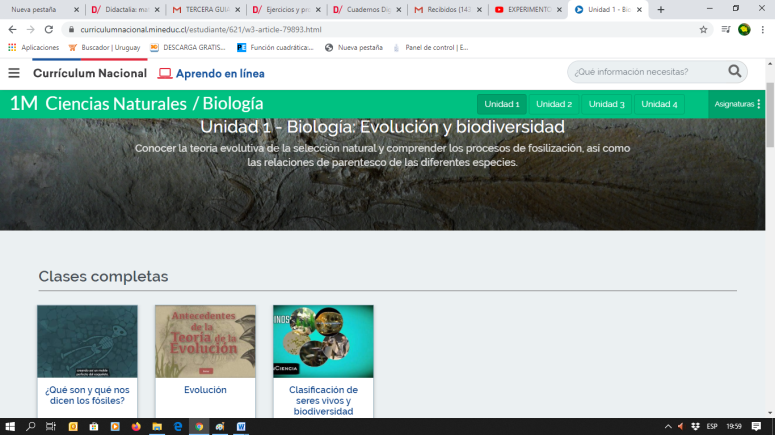 Nueva pestaña
Didactalia: ma
TERCERA GUIA
Ejercicios y pro
Cuadernos Dig
Recibidos (142
EXPERIMENTO
Unidad 1 - Bio
curriculumnacional.mineduc.cl/estudiante/621/w3-article-79893.html
Aplicaciones
Buscador | Uruguay
DESCARGA GRATIS...
Función cuadrática:...
Nueva pestaña
Panel de control | E...
Currículum Nacional
Aprendo en línea
¿Qué información necesitas?
1M Ciencias Naturales / Biología
Unidad 1
Unidad 2
Unidad 3
Unidad 4
Asignaturas
Unidad 1 - Biología: Evolución y biodiversidad
Conocer la teoría evolutiva de la selección natural y comprender los procesos de fosilización, así como
las relaciones de parentesco de las diferentes especies.
Clases completas
Antecedentes
de la
Teoría de la
Evolución
INOS
Ciencia
¿Qué son y qué nos
dicen los fósiles?
Evolución
Clasificación de
seres vivos y
biodiversidad
ESP
19:59